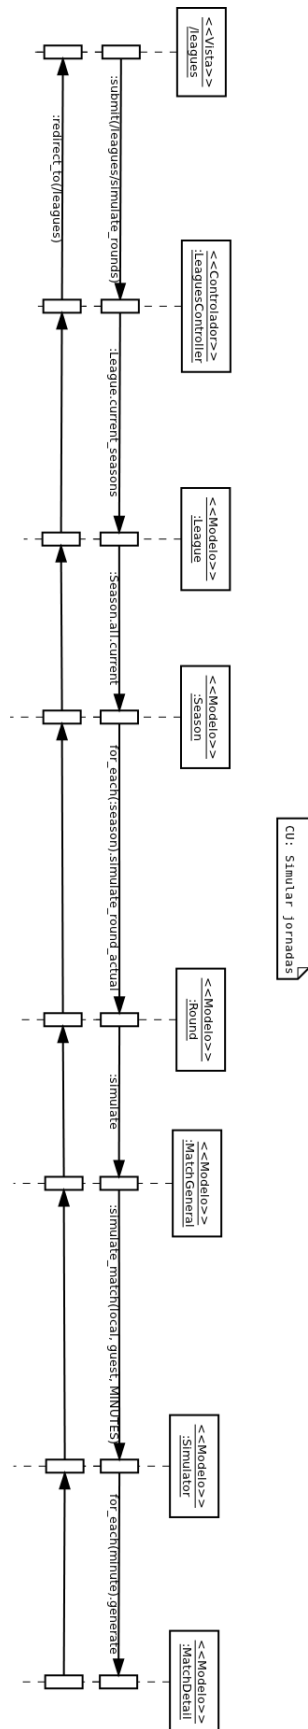 CU: Simular jornadas
<<Vista>>
/leagues
<<Controlador>>
:LeaguesController
<<Modelo>>
:League
<<Modelo>>
:Season
<<Modelo>>
:Round
<<Modelo>>
:MatchGeneral
<<Modelo>>
:Simulator
<<Modelo>>
:MatchDetail
:submit(/leagues/simulate_rounds)
:League.current_seasons
:Season.all.current
for_each(:season).simulate_round_actual
:simulate
:simulate_match(local, guest, MINUTES)
for_each(minute).generate
:redirect_to(/leagues)